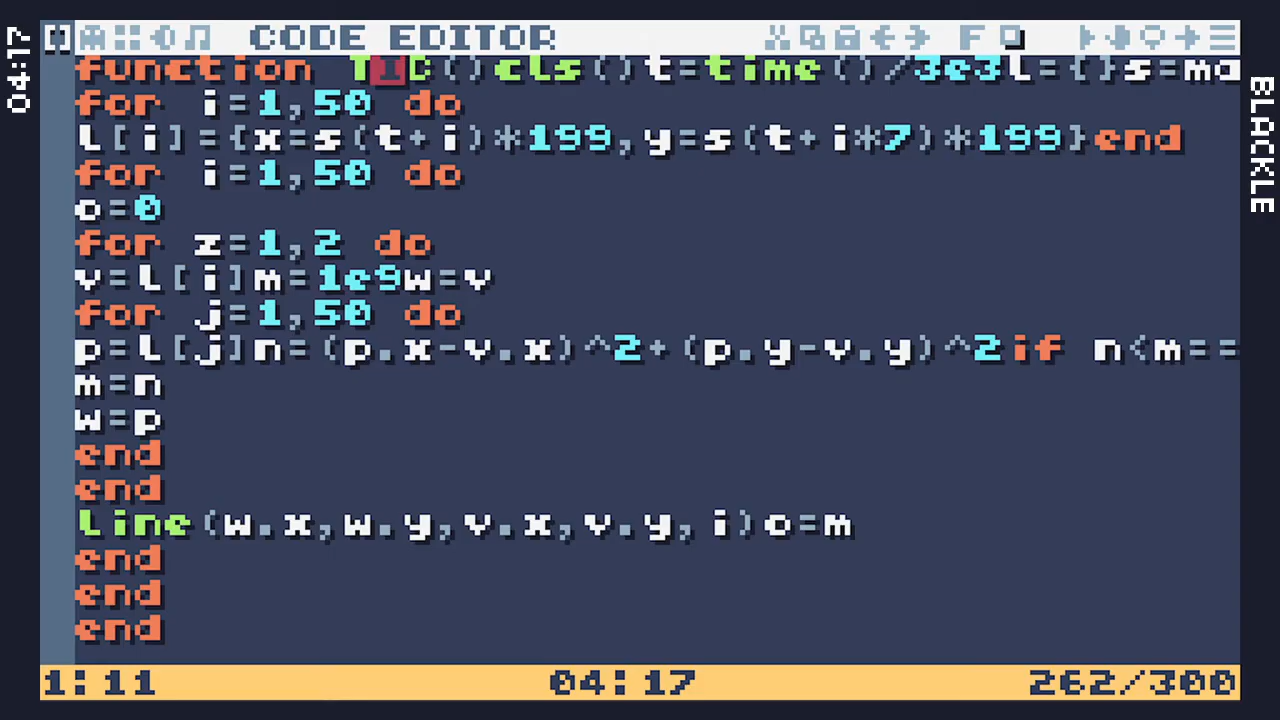 04:17
CODE EDITOR
F
function TIC()cls()t=time()/3e3l={}s=ma
for i=1,50 do
l[i]={x=s(t+i)*199,y=s(t+i*7)*199}end
for i=1,50 do
o=0
for z=1,2 do
v=l[i]m=1e9w=v
for j=1,50 do
p=l[j]n=(p.x-v.x)^2+(p.y-v.y)^2if n<m==
m=n
w=p
end
end
line(w.x,w.y,v.x,v.y,i)o=m
end
end
end
1:11 04:17 262/300
BLACKLE